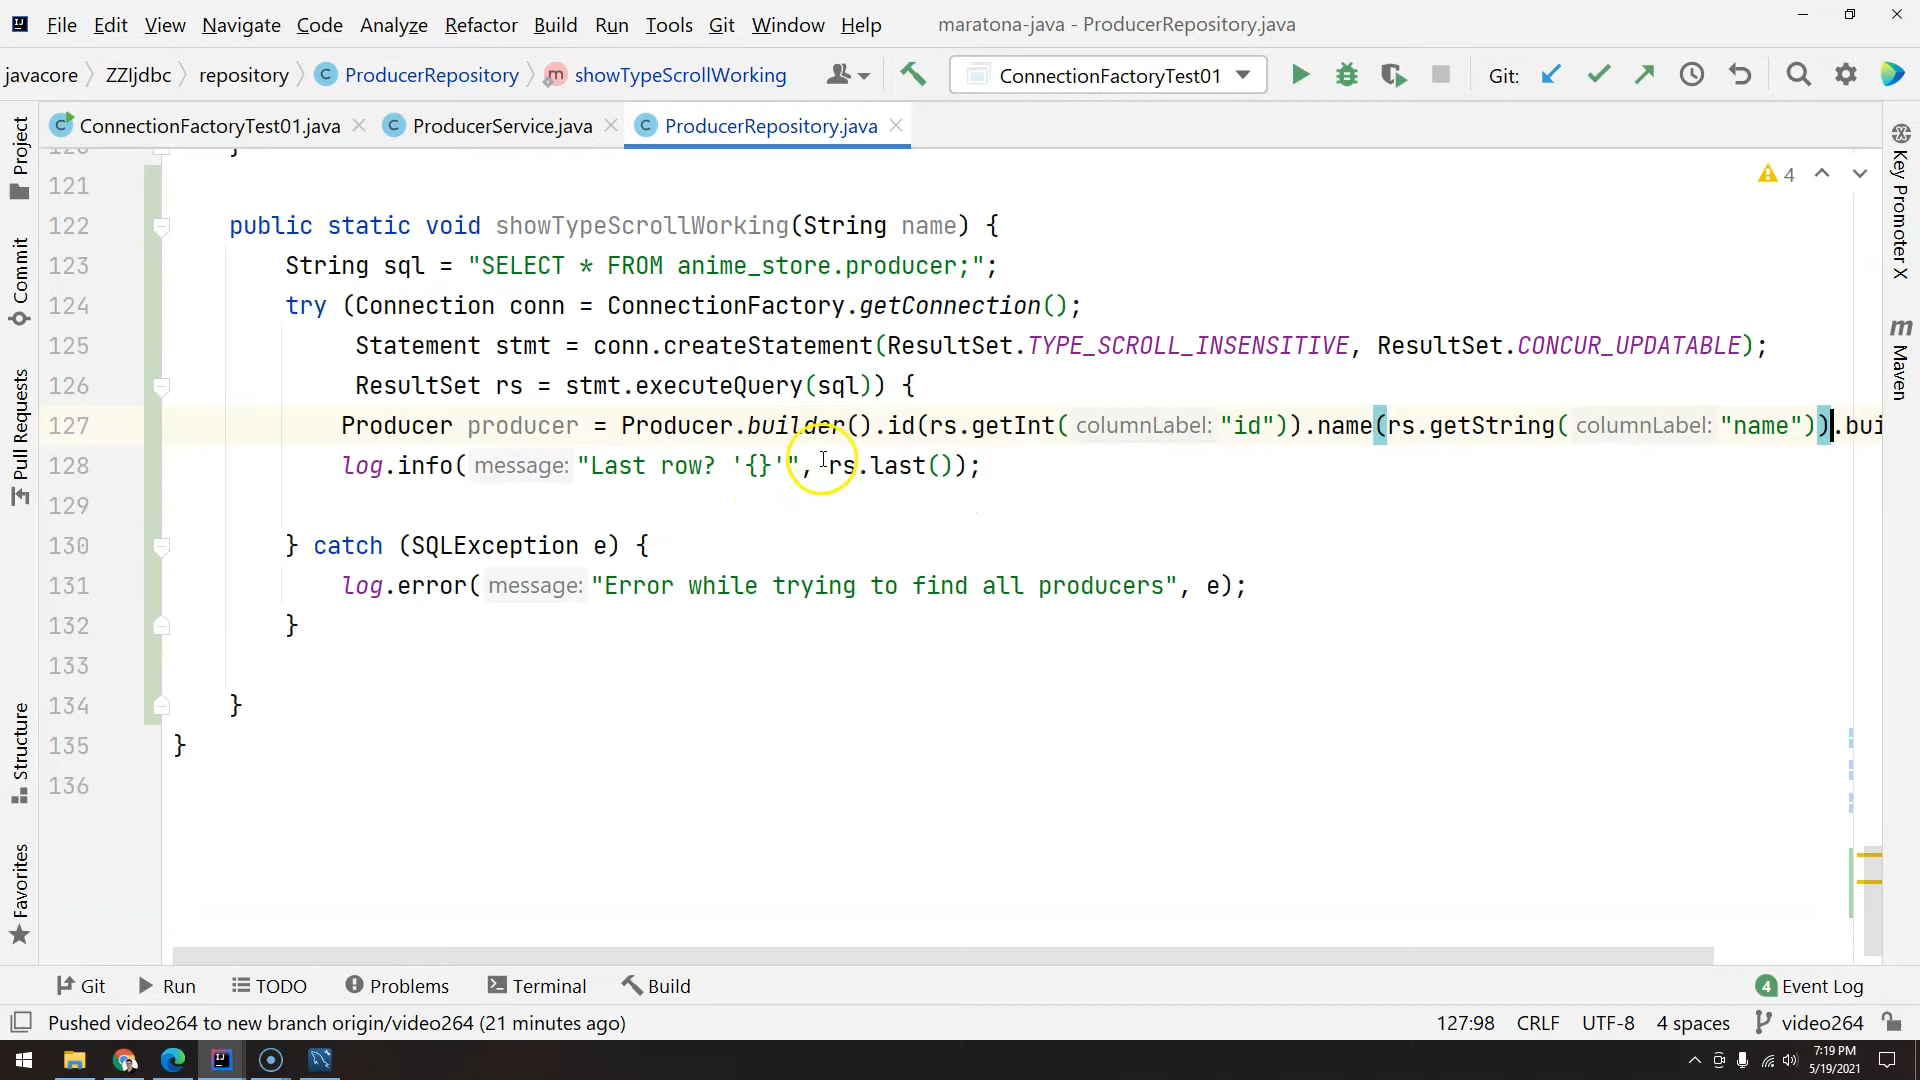 File Edit View Navigate Code Analyze Refactor Build Run Tools Git Window Help maratona-java - ProducerRepository.java
javacore ZZIjdbc repository ProducerRepository showTypeScrollWorking ConnectionFactoryTest01 Git:
ConnectionFactoryTest01.java ProducerService.java ProducerRepository.java
4
121
122 public static void showTypeScrollWorking(String name) {
123 String sql = "SELECT * FROM anime_store.producer;";
124 try (Connection conn = ConnectionFactory.getConnection();
125 Statement stmt = conn.createStatement(ResultSet.TYPE_SCROLL_INSENSITIVE, ResultSet.CONCUR_UPDATABLE);
126 ResultSet rs = stmt.executeQuery(sql)) {
127 Producer producer = Producer.builder().id(rs.getInt( columnLabel: "id")).name(rs.getString( columnLabel: "name")).bui
128 log.info( message: "Last row? '{}'", rs.last());
129
130 } catch (SQLException e) {
131 log.error( message: "Error while trying to find all producers", e);
132 }
133
134 }
135 }
136
Project
Commit
Pull Requests
Structure
Favorites
Key Promoter X
m Maven
Git Run TODO Problems Terminal Build 4 Event Log
Pushed video264 to new branch origin/video264 (21 minutes ago) 127:98 CRLF UTF-8 4 spaces video264
7:19 PM
5/19/2021